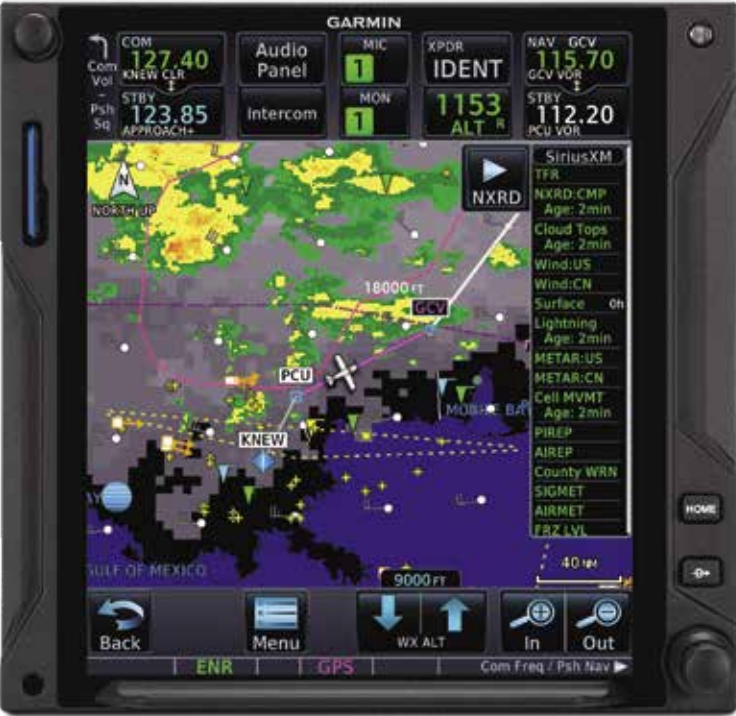 GARMIN
Com
Vol
-
Psh
Sq
COM
127.40
KNEW CLR
STBY
123.85
APPROACH+
Audio
Panel
Intercom
MIC
1
MON
1
XPDR
IDENT
1153
ALT R
NAV GCV
115.70
GCV VOR
STBY
112.20
PCU VOR
N
NORTH UP
NXRD
SiriusXM
TFR
NXRD:CMP
Age: 2min
Cloud Tops
Age: 2min
Wind:US
Wind:CN
Surface 0h
Lightning
Age: 2min
METAR:US
METAR:CN
Cell MVMT
Age: 2min
PIREP
AIREP
County WRN
SIGMET
AIRMET
FRZ LVL
18000 FT
GCV
PCU
MOBILE BAY
KNEW
GULF OF MEXICO
40 NM
9000 FT
HOME
Back
Menu
WX ALT
In
Out
ENR
GPS
Com Freq / Psh Nav